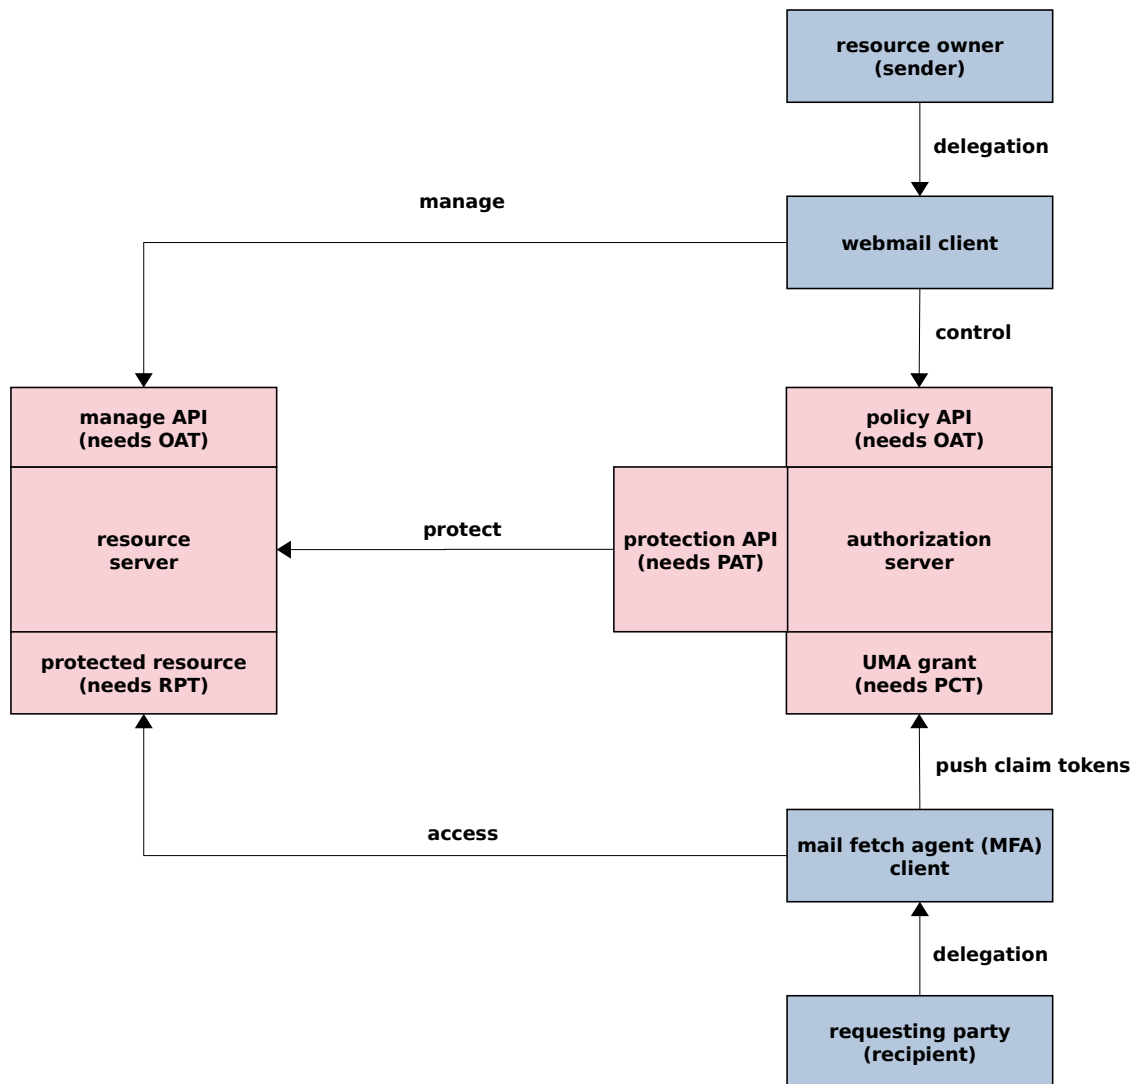 resource owner
(sender)
delegation
manage
webmail client
control
manage API
(needs OAT)
policy API
(needs OAT)
resource
server
protect
protection API
(needs PAT)
authorization
server
protected resource
(needs RPT)
UMA grant
(needs PCT)
push claim tokens
access
mail fetch agent (MFA)
client
delegation
requesting party
(recipient)